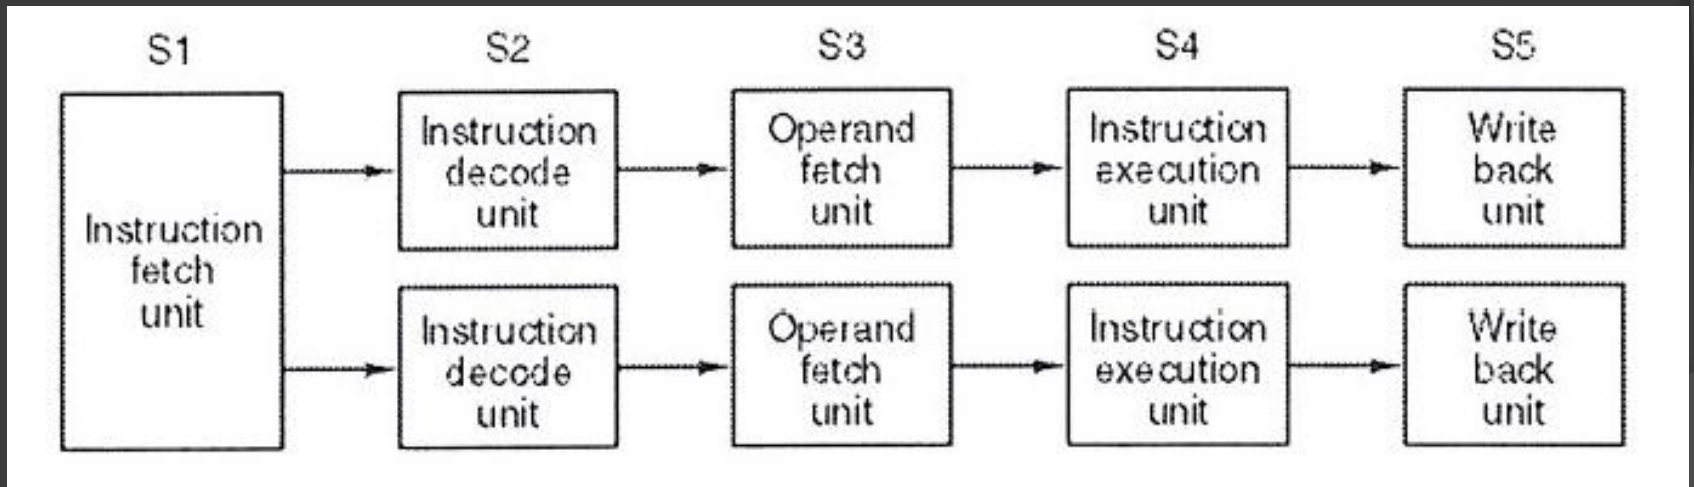 S1
S2
S3
S4
S5
Instruction
fetch
unit
Instruction
decode
unit
Operand
fetch
unit
Instruction
execution
unit
Write
back
unit
Instruction
decode
unit
Operand
fetch
unit
Instruction
execution
unit
Write
back
unit